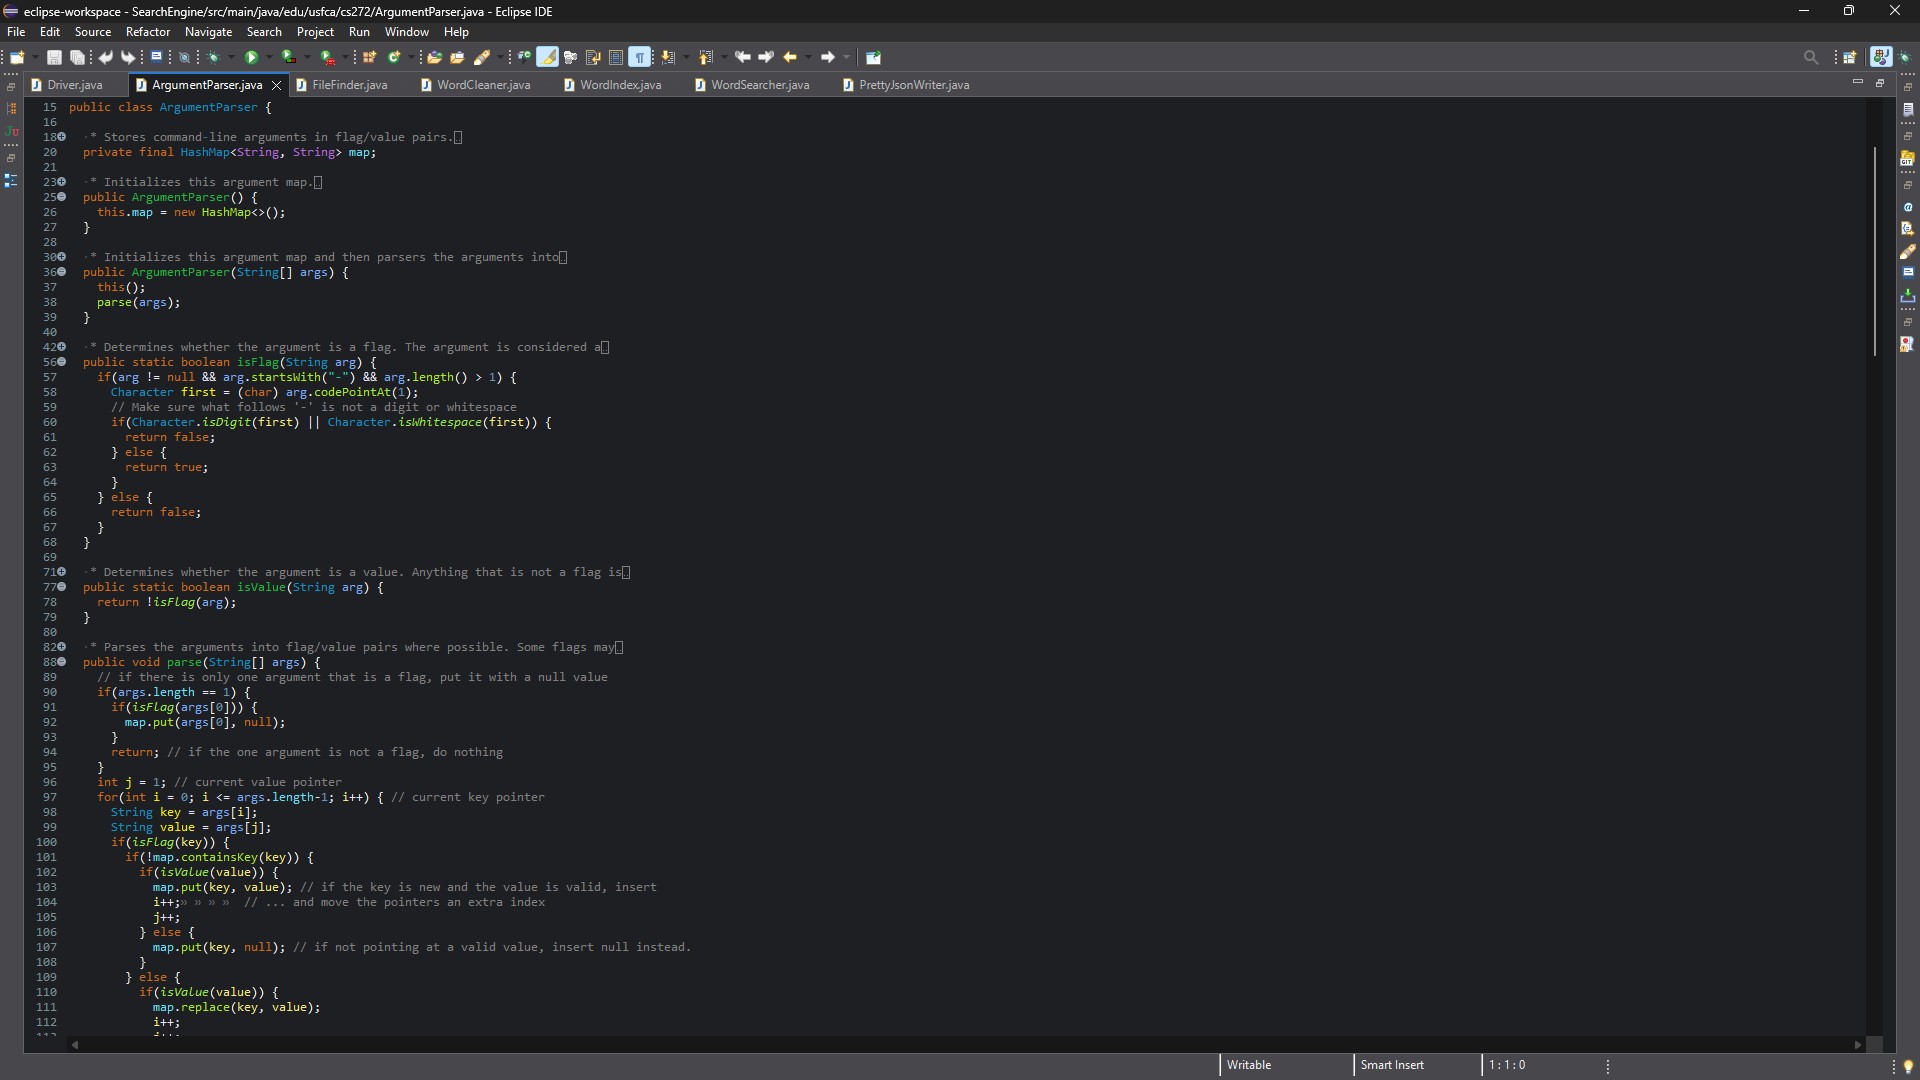 eclipse-workspace - SearchEngine/src/main/java/edu/usfca/cs272/ArgumentParser.java - Eclipse IDE
File Edit Source Refactor Navigate Search Project Run Window Help
Driver.java ArgumentParser.java FileFinder.java WordCleaner.java WordIndex.java WordSearcher.java PrettyJsonWriter.java
15 public class ArgumentParser {
16
18 * Stores command-line arguments in flag/value pairs.
20 private final HashMap<String, String> map;
21
23 * Initializes this argument map.
25 public ArgumentParser() {
26 this.map = new HashMap<>();
27 }
28
30 * Initializes this argument map and then parsers the arguments into
36 public ArgumentParser(String[] args) {
37 this();
38 parse(args);
39 }
40
42 * Determines whether the argument is a flag. The argument is considered a
56 public static boolean isFlag(String arg) {
57 if(arg != null && arg.startsWith("-") && arg.length() > 1) {
58 Character first = (char) arg.codePointAt(1);
59 // Make sure what follows '-' is not a digit or whitespace
60 if(Character.isDigit(first) || Character.isWhitespace(first)) {
61 return false;
62 } else {
63 return true;
64 }
65 } else {
66 return false;
67 }
68 }
69
71 * Determines whether the argument is a value. Anything that is not a flag is
77 public static boolean isValue(String arg) {
78 return !isFlag(arg);
79 }
80
82 * Parses the arguments into flag/value pairs where possible. Some flags may
88 public void parse(String[] args) {
89 // if there is only one argument that is a flag, put it with a null value
90 if(args.length == 1) {
91 if(isFlag(args[0])) {
92 map.put(args[0], null);
93 }
94 return; // if the one argument is not a flag, do nothing
95 }
96 int j = 1; // current value pointer
97 for(int i = 0; i <= args.length-1; i++) { // current key pointer
98 String key = args[i];
99 String value = args[j];
100 if(isFlag(key)) {
101 if(!map.containsKey(key)) {
102 if(isValue(value)) {
103 map.put(key, value); // if the key is new and the value is valid, insert
104 i++;» » » » // ... and move the pointers an extra index
105 j++;
106 } else {
107 map.put(key, null); // if not pointing at a valid value, insert null instead.
108 }
109 } else {
110 if(isValue(value)) {
111 map.replace(key, value);
112 i++;
Writable Smart Insert 1:1:0